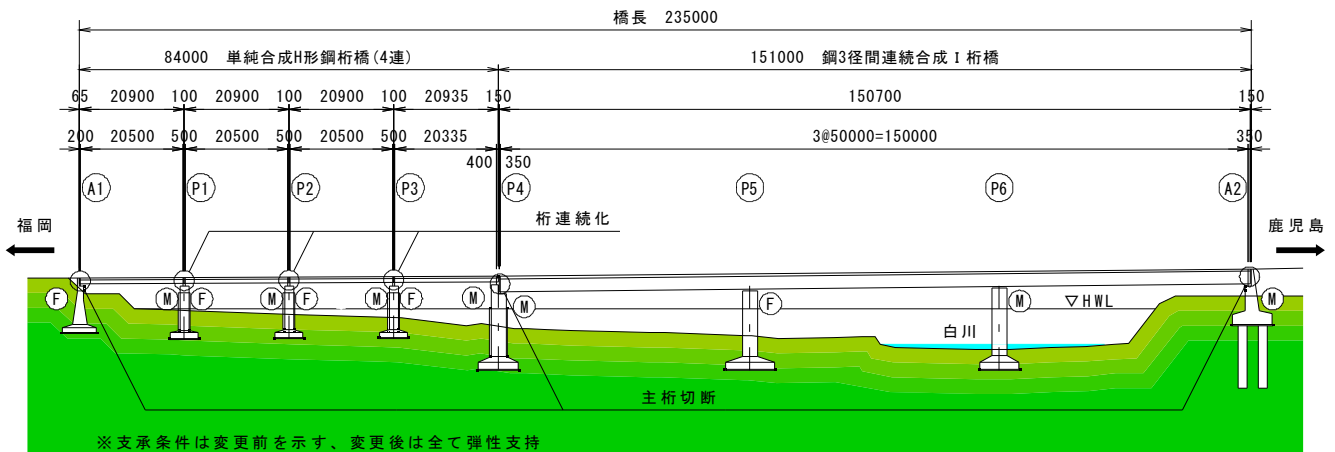 橋長 235000
84000 単純合成H形鋼桁橋(4連) 151000 鋼3径間連続合成I桁橋
65 20900 100 20900 100 20900 100 20935 150 150700 150
200 20500 500 20500 500 20500 500 20335 3@50000=150000 350
400 350
A1 P1 P2 P3 P4 P5 P6 A2
福岡 桁連続化 鹿児島
F M F M F M F M M F M ▽HWL M
白川
主桁切断
※支承条件は変更前を示す、変更後は全て弾性支持